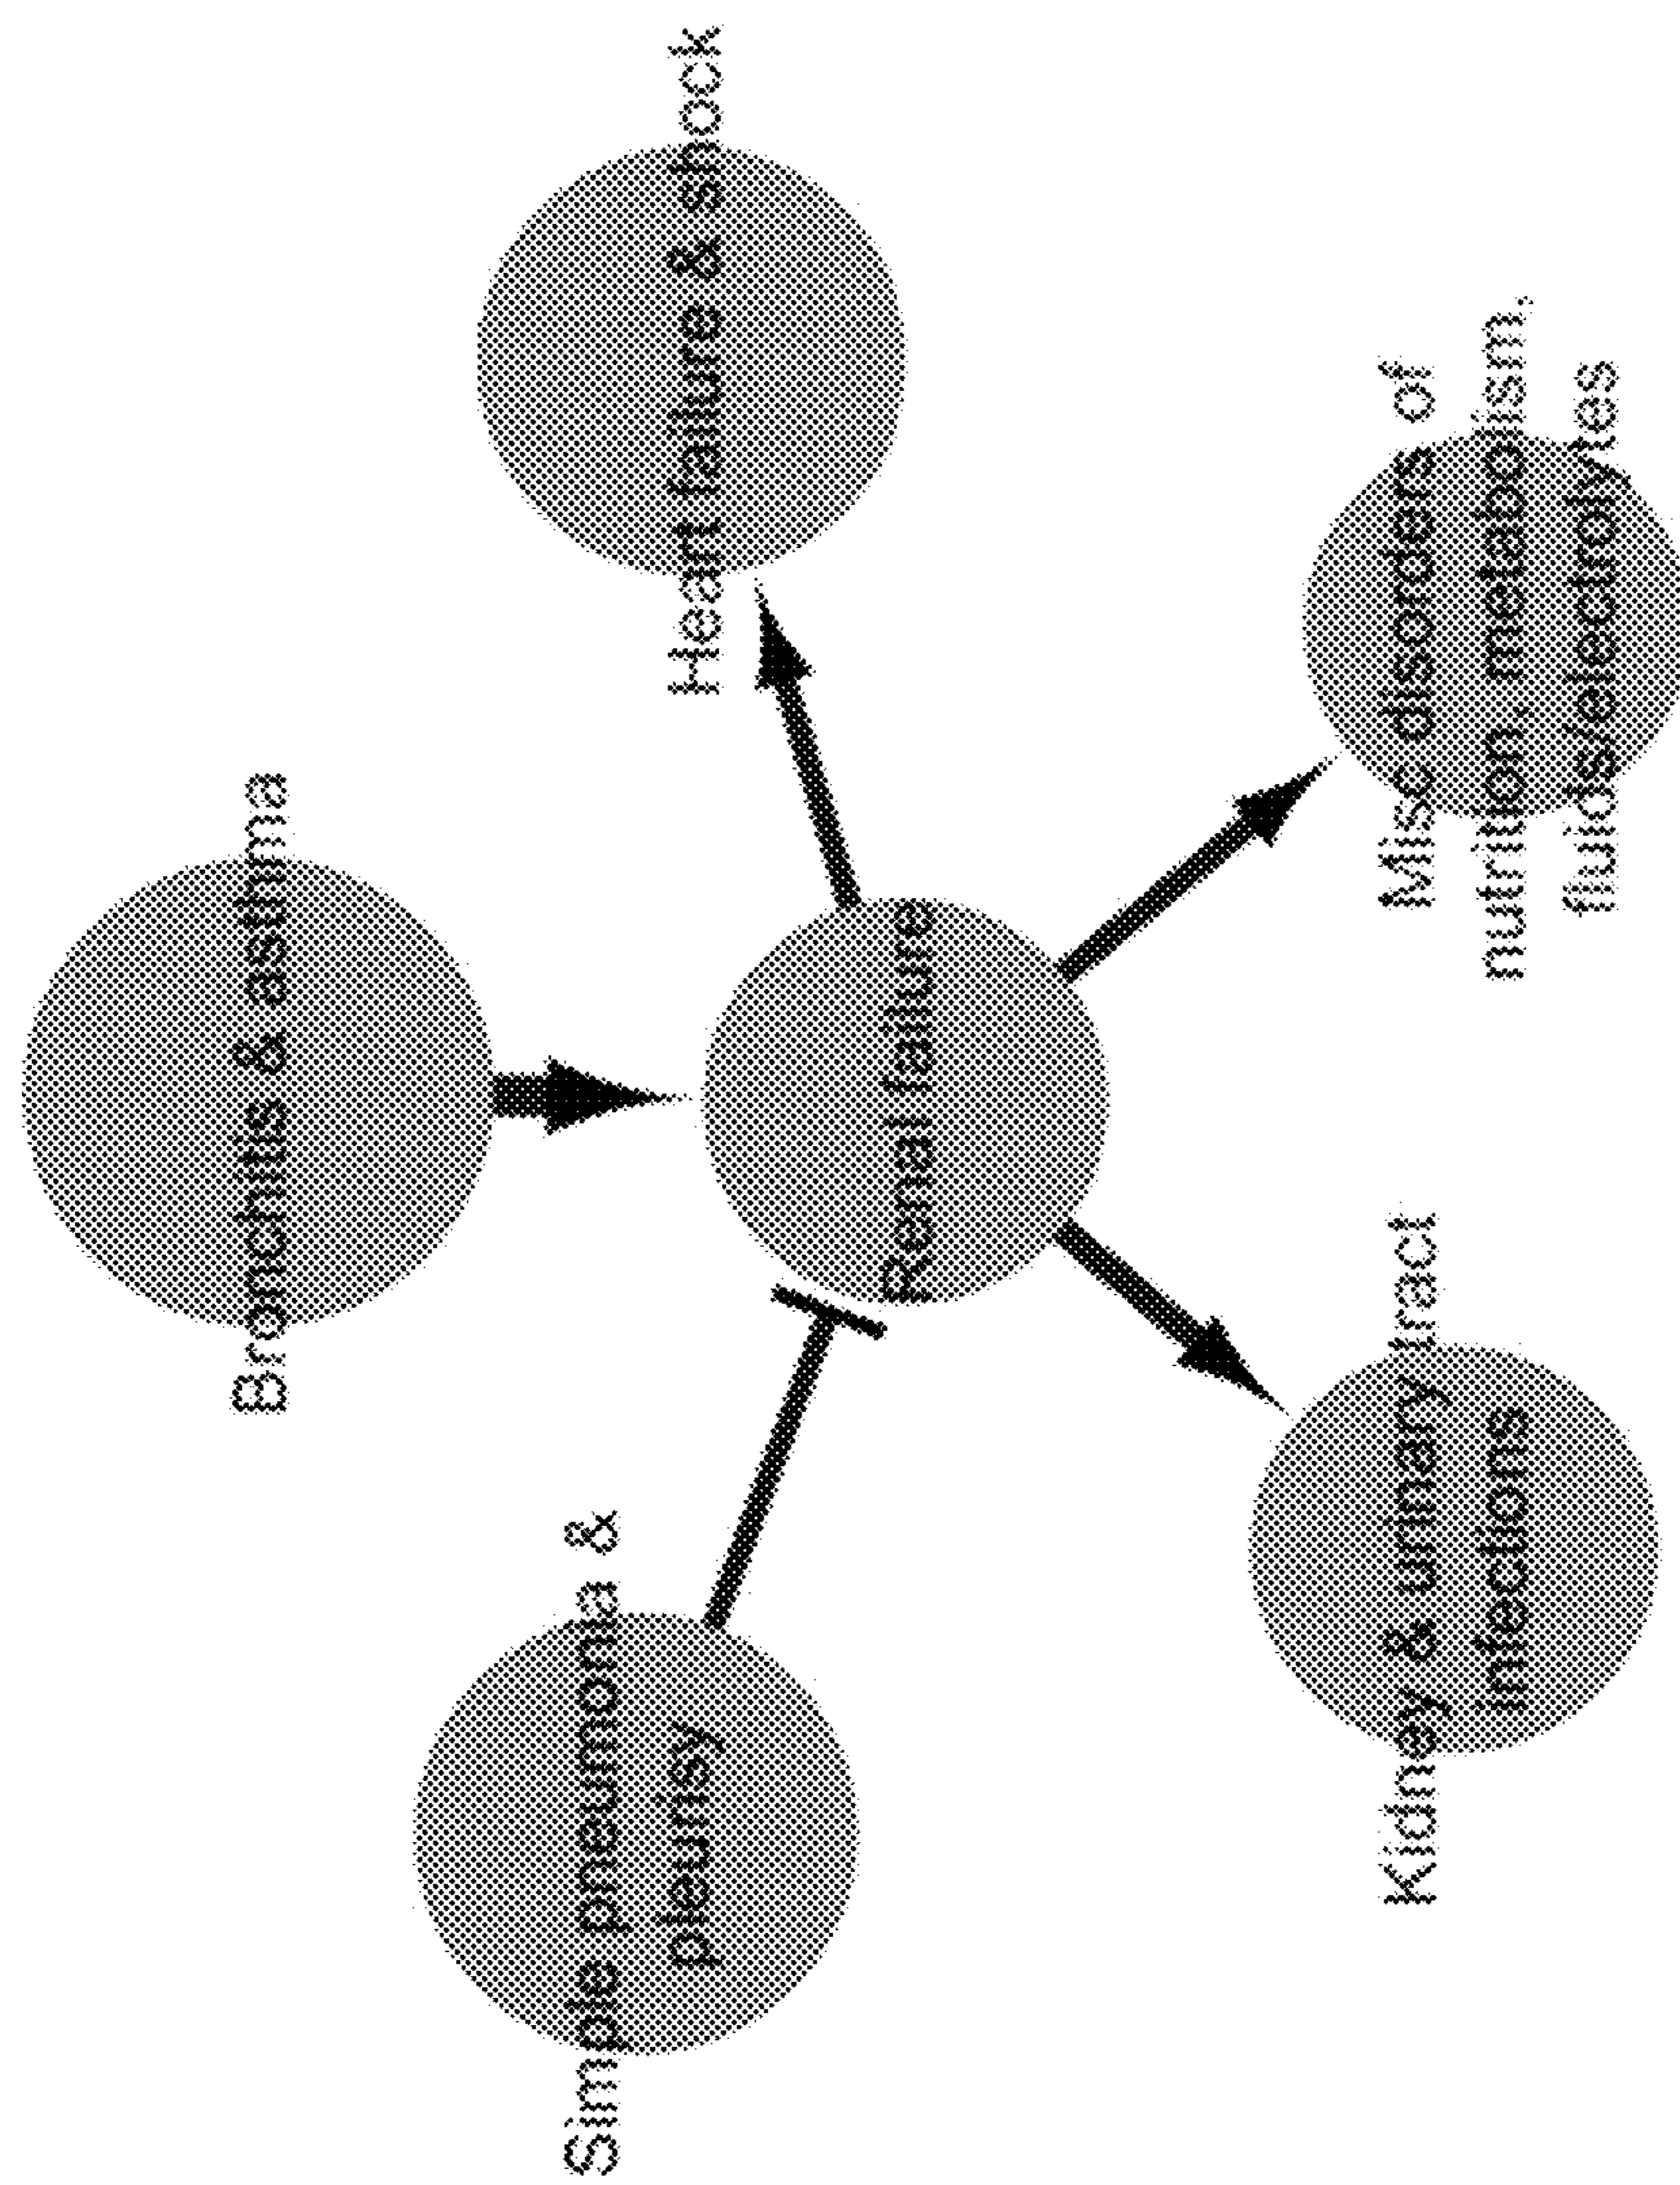 Bronchitis & asthma
Simple pneumonia &
pleurisy
Heart failure & shock
Renal failure
Kidney & urinary tract
infections
Misc disorders of
nutrition, metabolism,
fluids/electrolytes